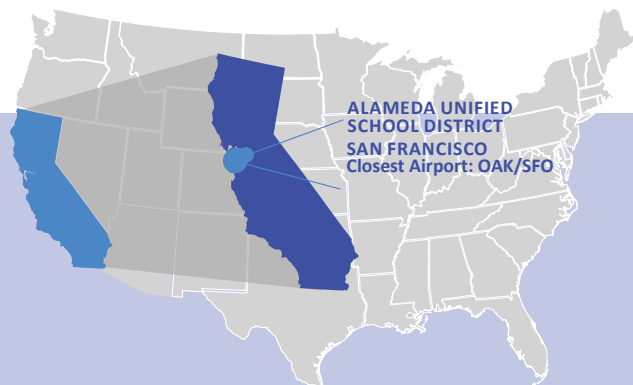 ALAMEDA UNIFIED
SCHOOL DISTRICT
SAN FRANCISCO
Closest Airport: OAK/SFO